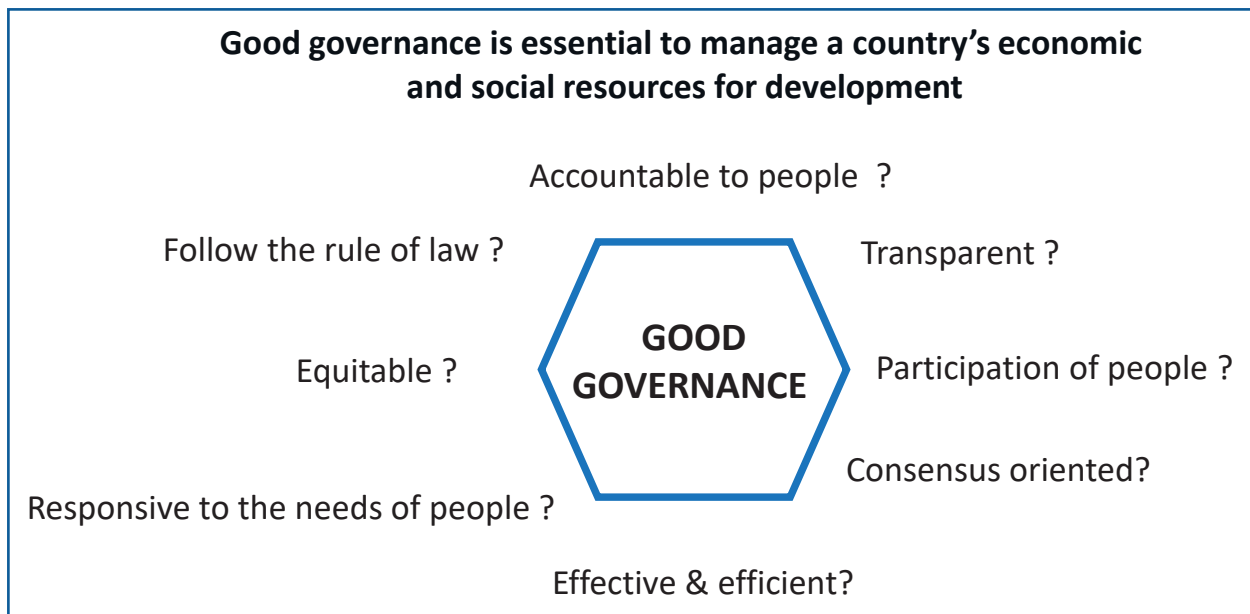 Good governance is essential to manage a country’s economic
and social resources for development
Accountable to people ?
Follow the rule of law ?
Transparent ?
GOOD
GOVERNANCE
Equitable ?
Participation of people ?
Consensus oriented?
Responsive to the needs of people ?
Effective & efficient?